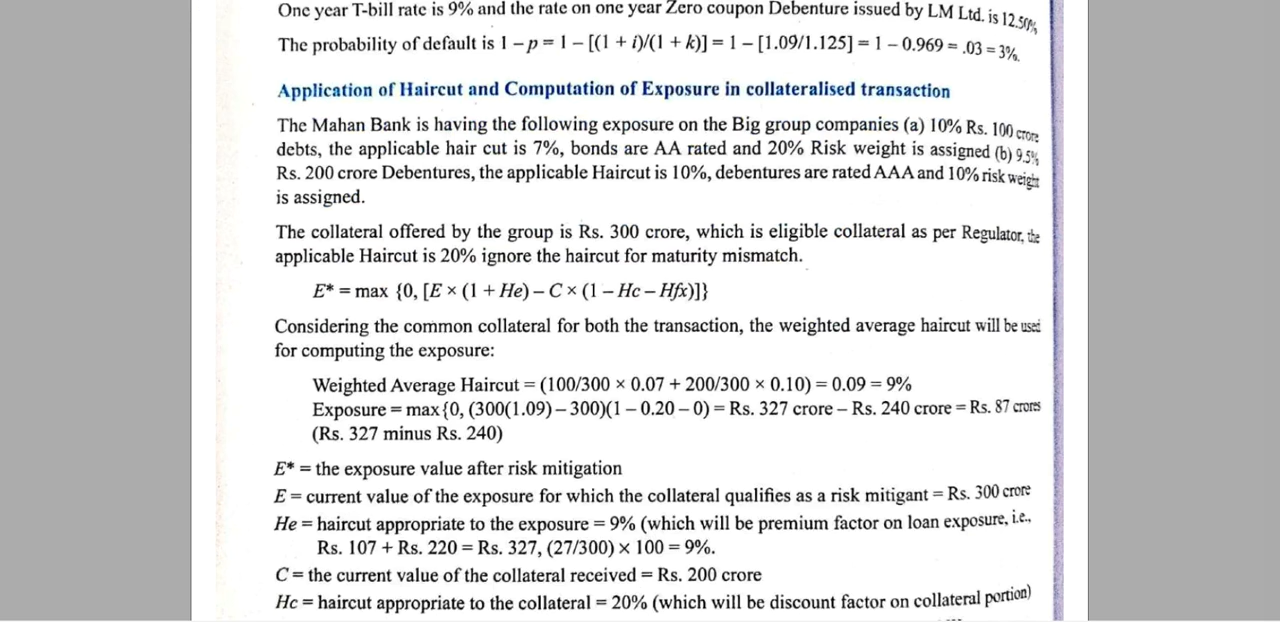 One year T-bill rate is 9% and the rate on one year Zero coupon Debenture issued by LM Ltd. is 12.50%
The probability of default is 1 – p = 1 – [(1 + i)/(1 + k)] = 1 – [1.09/1.125] = 1 – 0.969 = .03 = 3%.
Application of Haircut and Computation of Exposure in collateralised transaction
The Mahan Bank is having the following exposure on the Big group companies (a) 10% Rs. 100 crore
debts, the applicable hair cut is 7%, bonds are AA rated and 20% Risk weight is assigned (b) 9.5%
Rs. 200 crore Debentures, the applicable Haircut is 10%, debentures are rated AAA and 10% risk weight
is assigned.
The collateral offered by the group is Rs. 300 crore, which is eligible collateral as per Regulator, the
applicable Haircut is 20% ignore the haircut for maturity mismatch.
E* = max {0, [E × (1 + He) – C × (1 – Hc – Hfx)]}
Considering the common collateral for both the transaction, the weighted average haircut will be used
for computing the exposure:
Weighted Average Haircut = (100/300 × 0.07 + 200/300 × 0.10) = 0.09 = 9%
Exposure = max{0, (300(1.09) – 300)(1 – 0.20 – 0) = Rs. 327 crore – Rs. 240 crore = Rs. 87 crores
(Rs. 327 minus Rs. 240)
E* = the exposure value after risk mitigation
E = current value of the exposure for which the collateral qualifies as a risk mitigant = Rs. 300 crore
He = haircut appropriate to the exposure = 9% (which will be premium factor on loan exposure, i.e.,
Rs. 107 + Rs. 220 = Rs. 327, (27/300) × 100 = 9%.
C = the current value of the collateral received = Rs. 200 crore
Hc = haircut appropriate to the collateral = 20% (which will be discount factor on collateral portion)